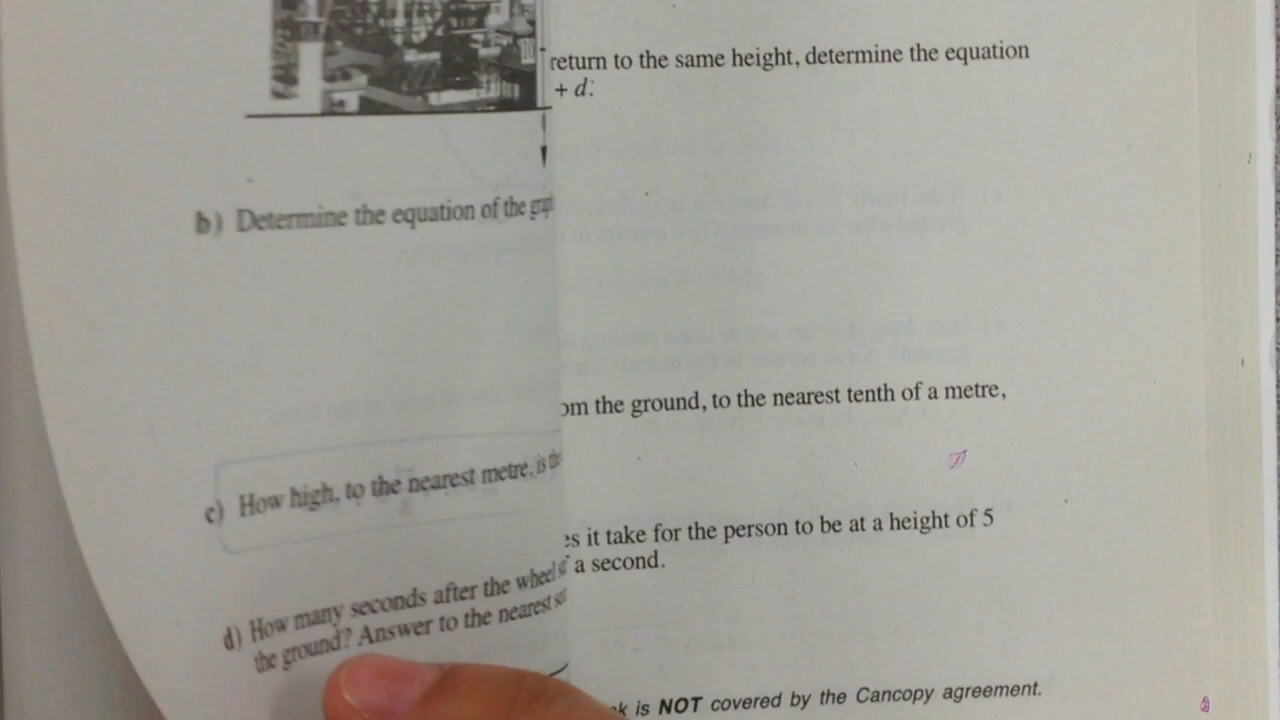 return to the same height, determine the equation
+ d:
b) Determine the equation of the
om the ground, to the nearest tenth of a metre,
c) How high, to the nearest metre, is
es it take for the person to be at a height of 5
a second.
d) How many seconds after the wheel
the ground? Answer to the nearest
is NOT covered by the Cancopy agreement.